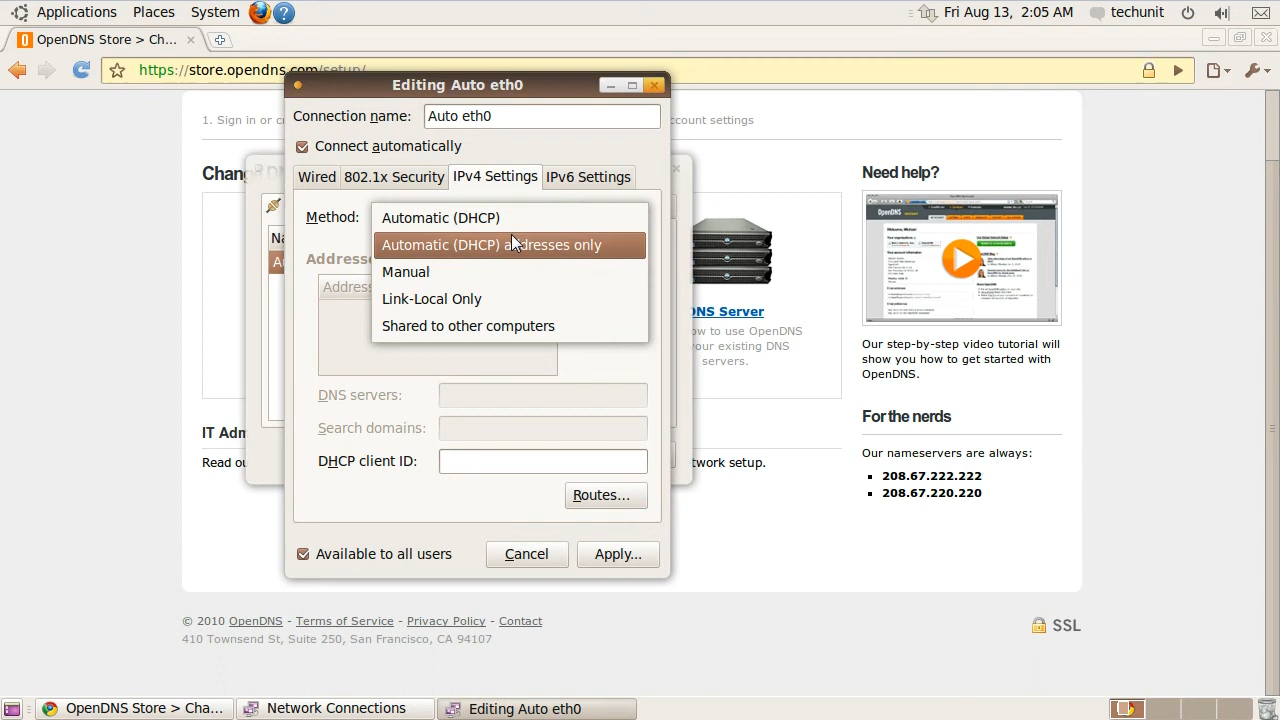 Applications Places System
Fri Aug 13, 2:05 AM techunit
OpenDNS Store > Cha...
https://store.opendns.com/setup/
Editing Auto eth0
Connection name: Auto eth0
Connect automatically
Wired 802.1x Security IPv4 Settings IPv6 Settings
Method:
Automatic (DHCP)
Automatic (DHCP) addresses only
Manual
Link-Local Only
Shared to other computers
Addresse
Address
DNS servers:
Search domains:
DHCP client ID:
Routes...
Available to all users
Cancel Apply...
1. Sign in or cr
count settings
Chang
DNS Server
how to use OpenDNS
your existing DNS
servers.
IT Adm
Read ou
twork setup.
Need help?
OpenDNS
Our step-by-step video tutorial will
show you how to get started with
OpenDNS.
For the nerds
Our nameservers are always:
208.67.222.222
208.67.220.220
© 2010 OpenDNS - Terms of Service - Privacy Policy - Contact
410 Townsend St, Suite 250, San Francisco, CA 94107
SSL
OpenDNS Store > Cha... Network Connections Editing Auto eth0